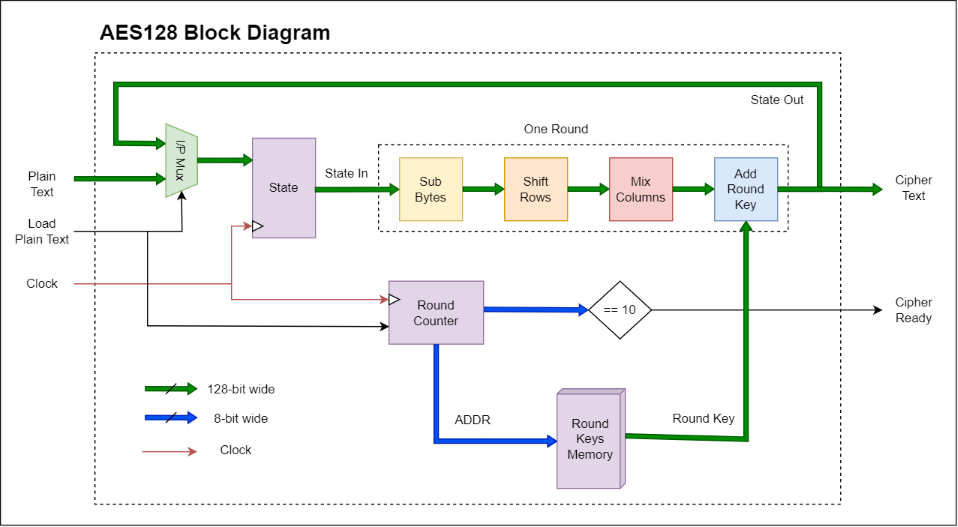 AES128 Block Diagram
State Out
One Round
I/P Mux
Plain
Text
State
State In
Sub
Bytes
Shift
Rows
Mix
Columns
Add
Round
Key
Cipher
Text
Load
Plain Text
Clock
Round
Counter
== 10
Cipher
Ready
128-bit wide
8-bit wide
Clock
ADDR
Round
Keys
Memory
Round Key